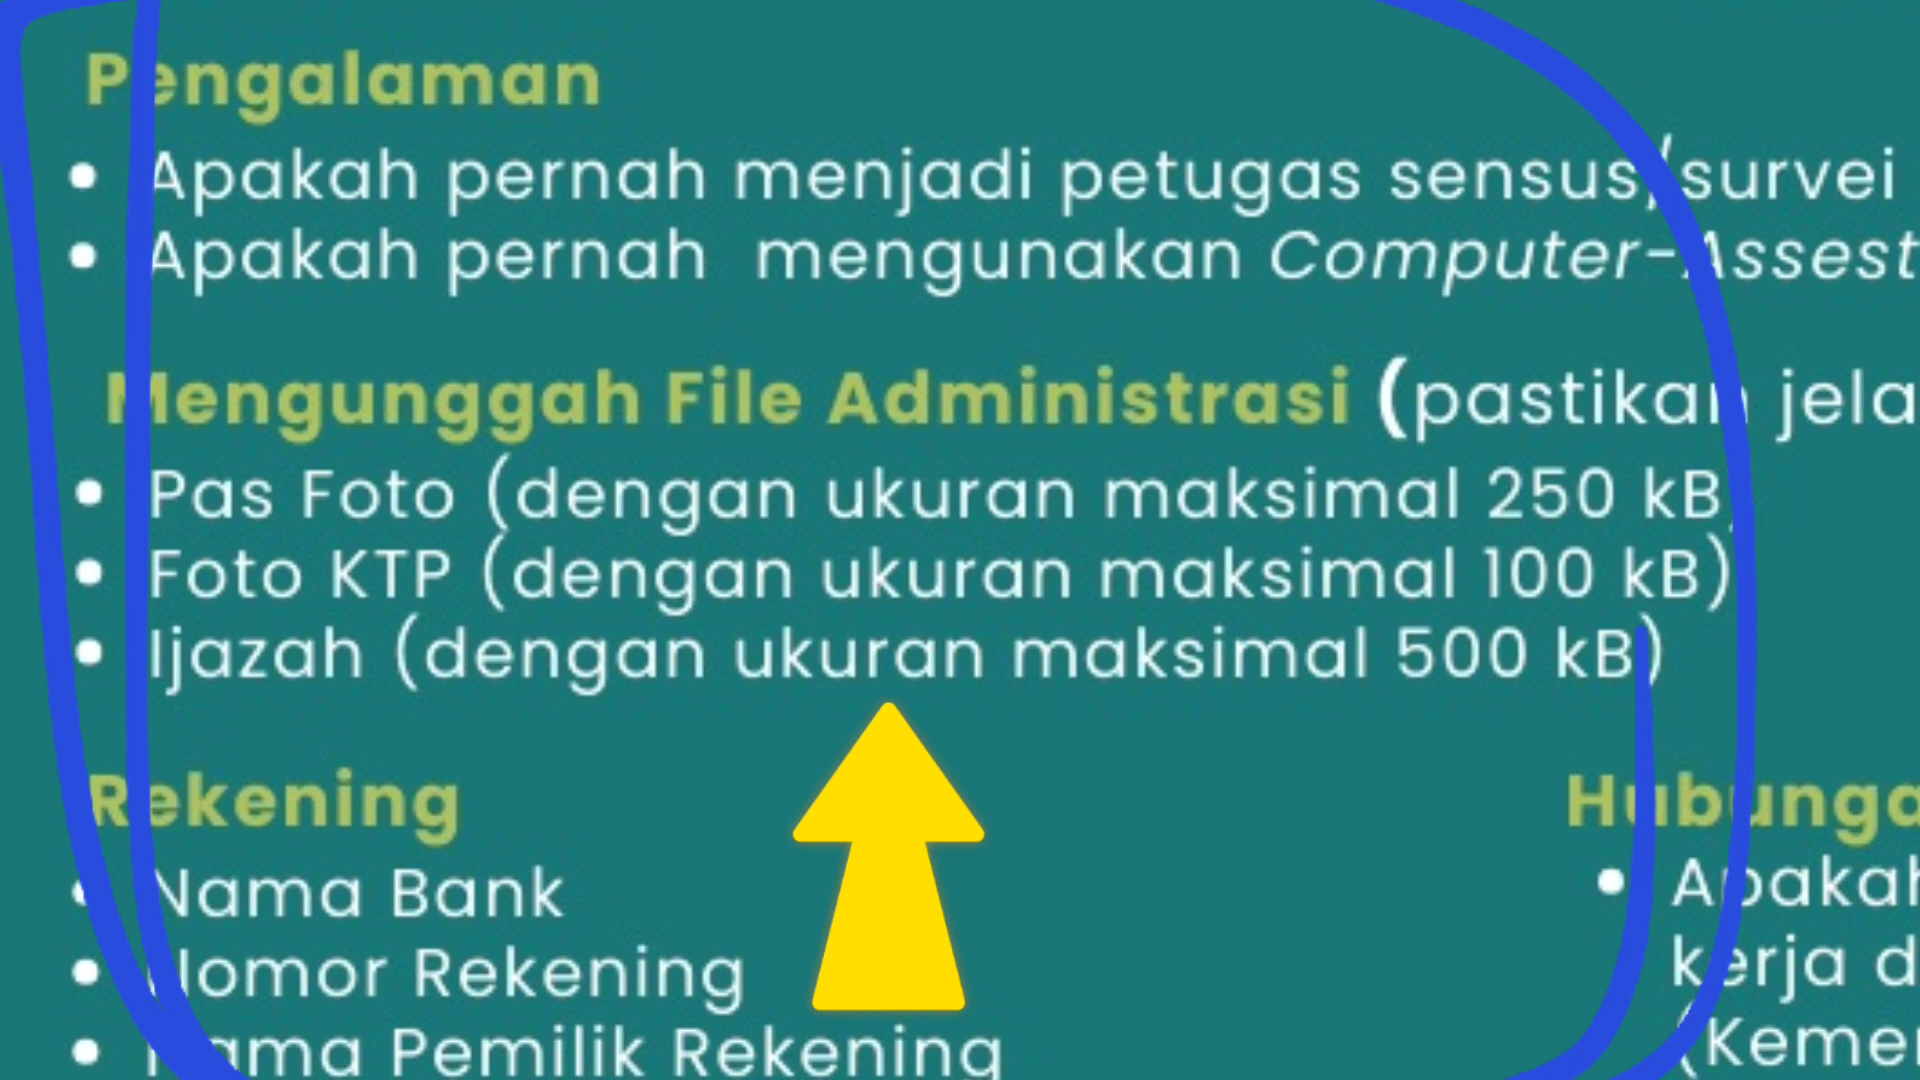 Pengalaman
• Apakah pernah menjadi petugas sensus/survei
• Apakah pernah mengunakan Computer-Assest
Mengunggah File Administrasi (pastikan jela
• Pas Foto (dengan ukuran maksimal 250 kB)
• Foto KTP (dengan ukuran maksimal 100 kB)
• Ijazah (dengan ukuran maksimal 500 kB)
Rekening
• Nama Bank
• Nomor Rekening
• Nama Pemilik Rekening
Hubunga
• Apakah
kerja d
(Kemen